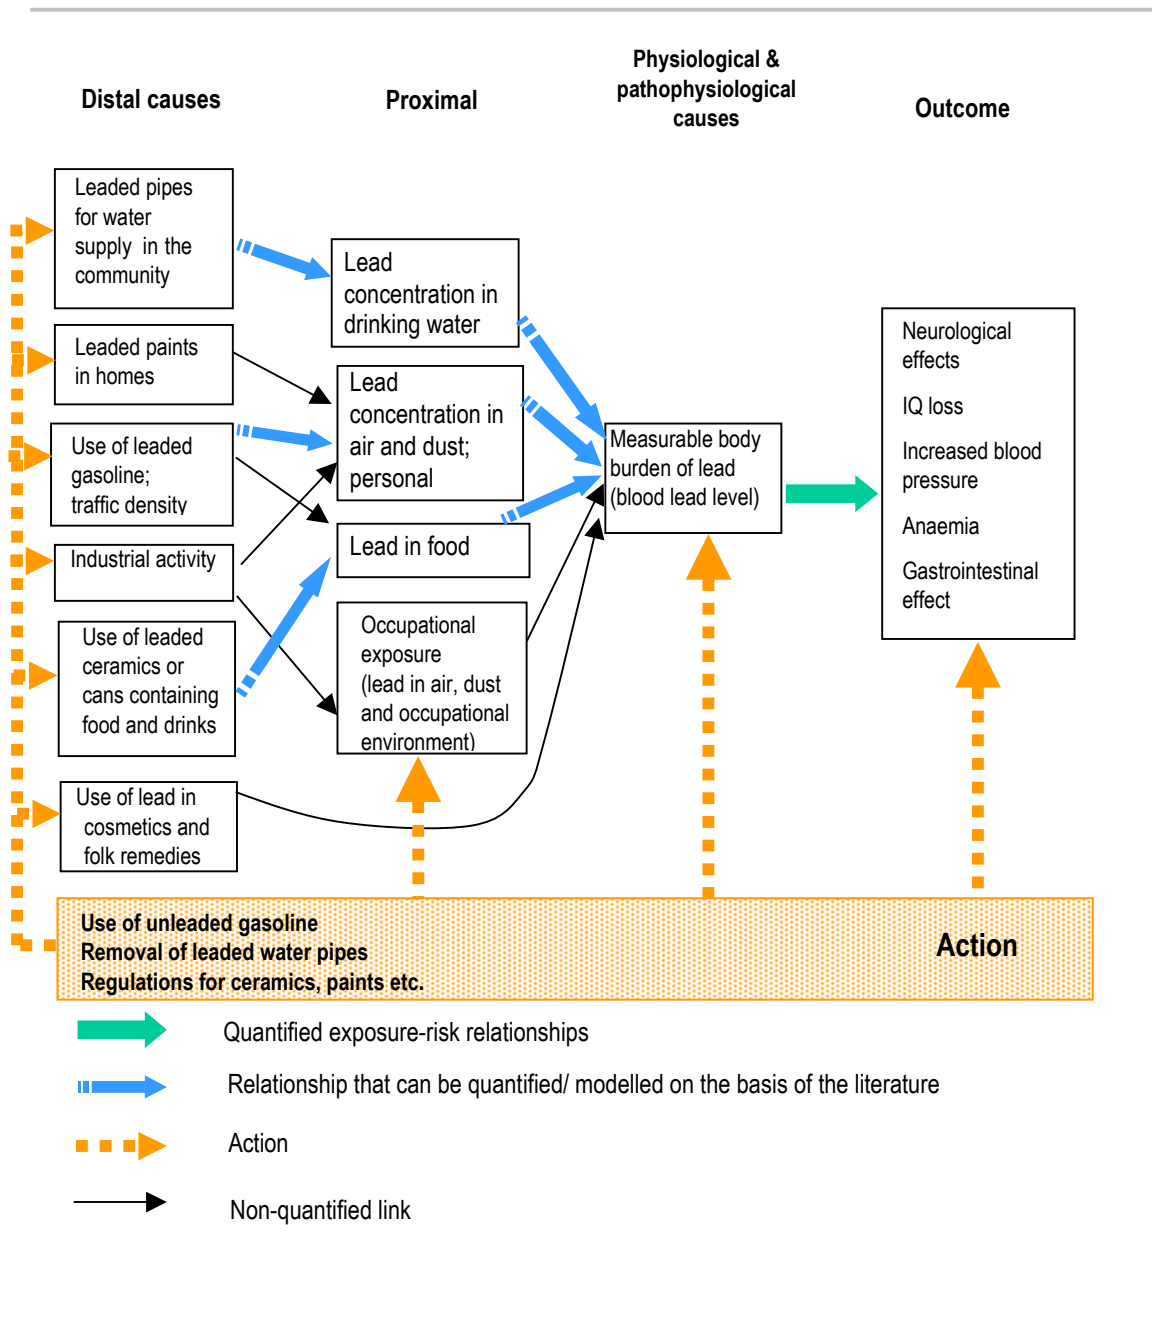 Distal causes
Proximal
Physiological &
pathophysiological
causes
Outcome
Leaded pipes
for water
supply in the
community
Leaded paints
in homes
Use of leaded
gasoline;
traffic density
Industrial activity
Use of leaded
ceramics or
cans containing
food and drinks
Use of lead in
cosmetics and
folk remedies
Lead
concentration in
drinking water
Lead
concentration in
air and dust;
personal
Lead in food
Occupational
exposure
(lead in air, dust
and occupational
environment)
Measurable body
burden of lead
(blood lead level)
Neurological
effects
IQ loss
Increased blood
pressure
Anaemia
Gastrointestinal
effect
Use of unleaded gasoline
Removal of leaded water pipes
Regulations for ceramics, paints etc.
Action
Quantified exposure-risk relationships
Relationship that can be quantified/ modelled on the basis of the literature
Action
Non-quantified link